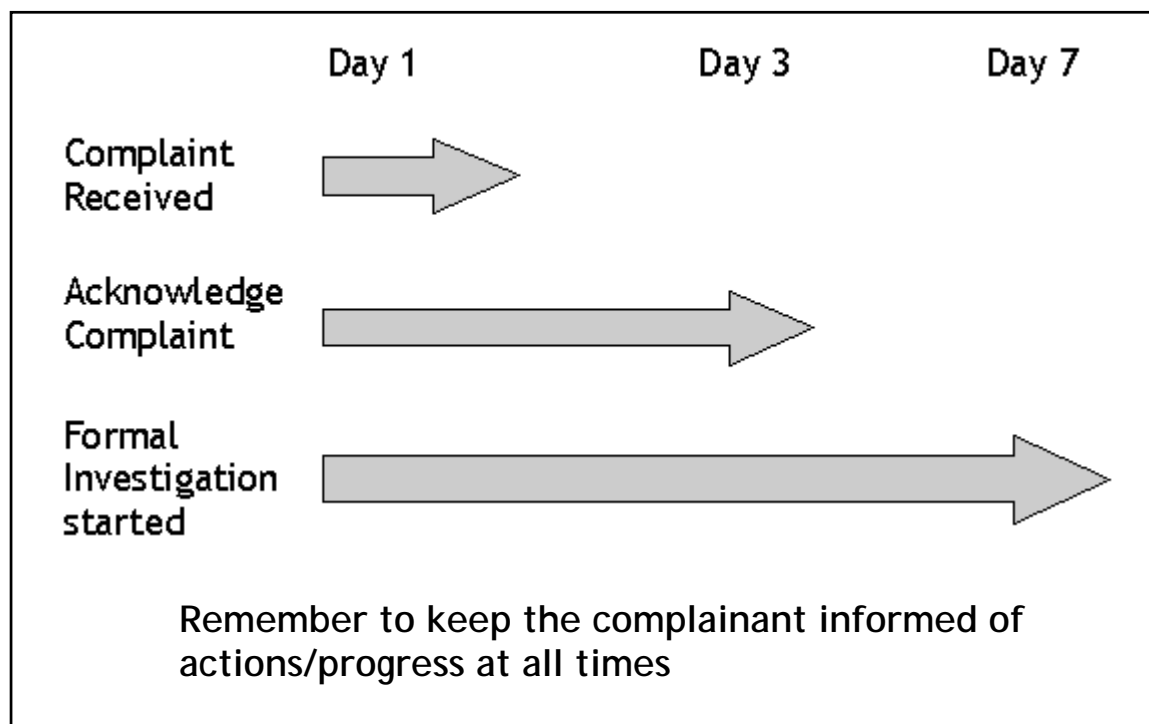 Day 1 Day 3 Day 7
Complaint
Received
Acknowledge
Complaint
Formal
Investigation
started
Remember to keep the complainant informed of
actions/progress at all times